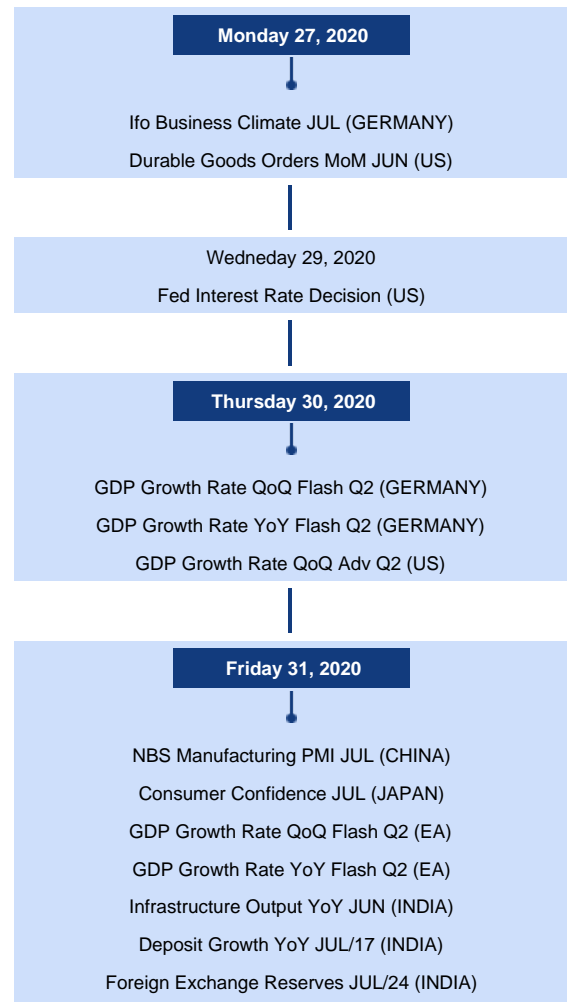 Monday 27, 2020
Ifo Business Climate JUL (GERMANY)
Durable Goods Orders MoM JUN (US)
Wedneday 29, 2020
Fed Interest Rate Decision (US)
Thursday 30, 2020
GDP Growth Rate QoQ Flash Q2 (GERMANY)
GDP Growth Rate YoY Flash Q2 (GERMANY)
GDP Growth Rate QoQ Adv Q2 (US)
Friday 31, 2020
NBS Manufacturing PMI JUL (CHINA)
Consumer Confidence JUL (JAPAN)
GDP Growth Rate QoQ Flash Q2 (EA)
GDP Growth Rate YoY Flash Q2 (EA)
Infrastructure Output YoY JUN (INDIA)
Deposit Growth YoY JUL/17 (INDIA)
Foreign Exchange Reserves JUL/24 (INDIA)